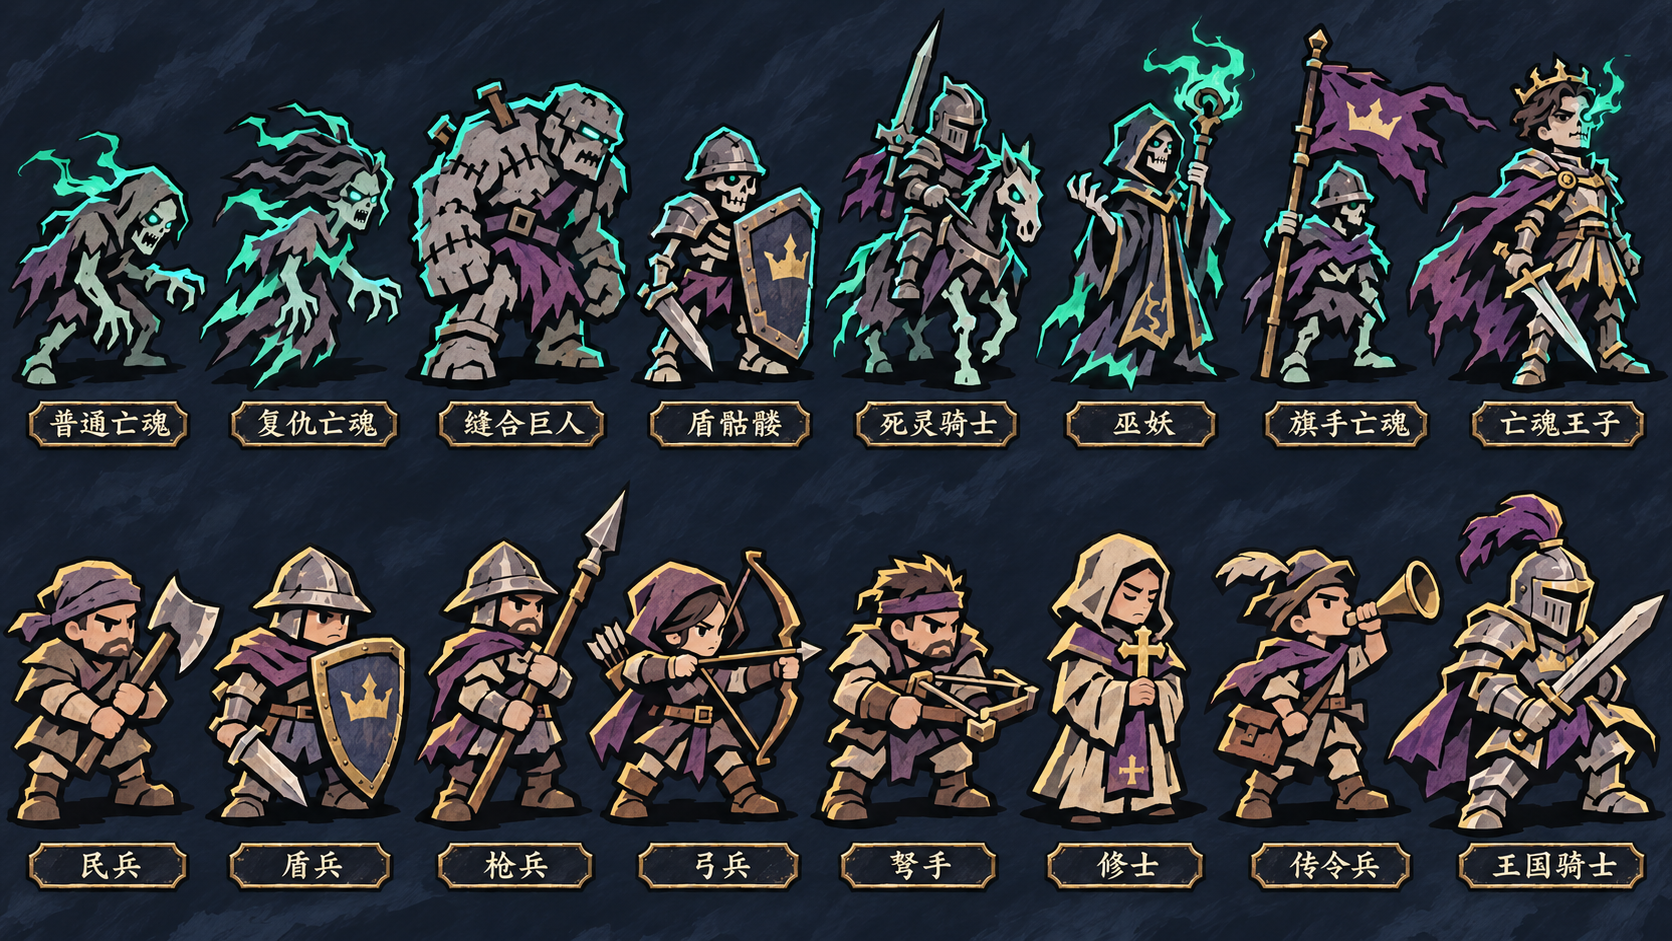 普通亡魂
复仇亡魂
缝合巨人
盾骷髅
死灵骑士
巫妖
旗手亡魂
亡魂王子
民兵
盾兵
枪兵
弓兵
弩手
修士
传令兵
王国骑士